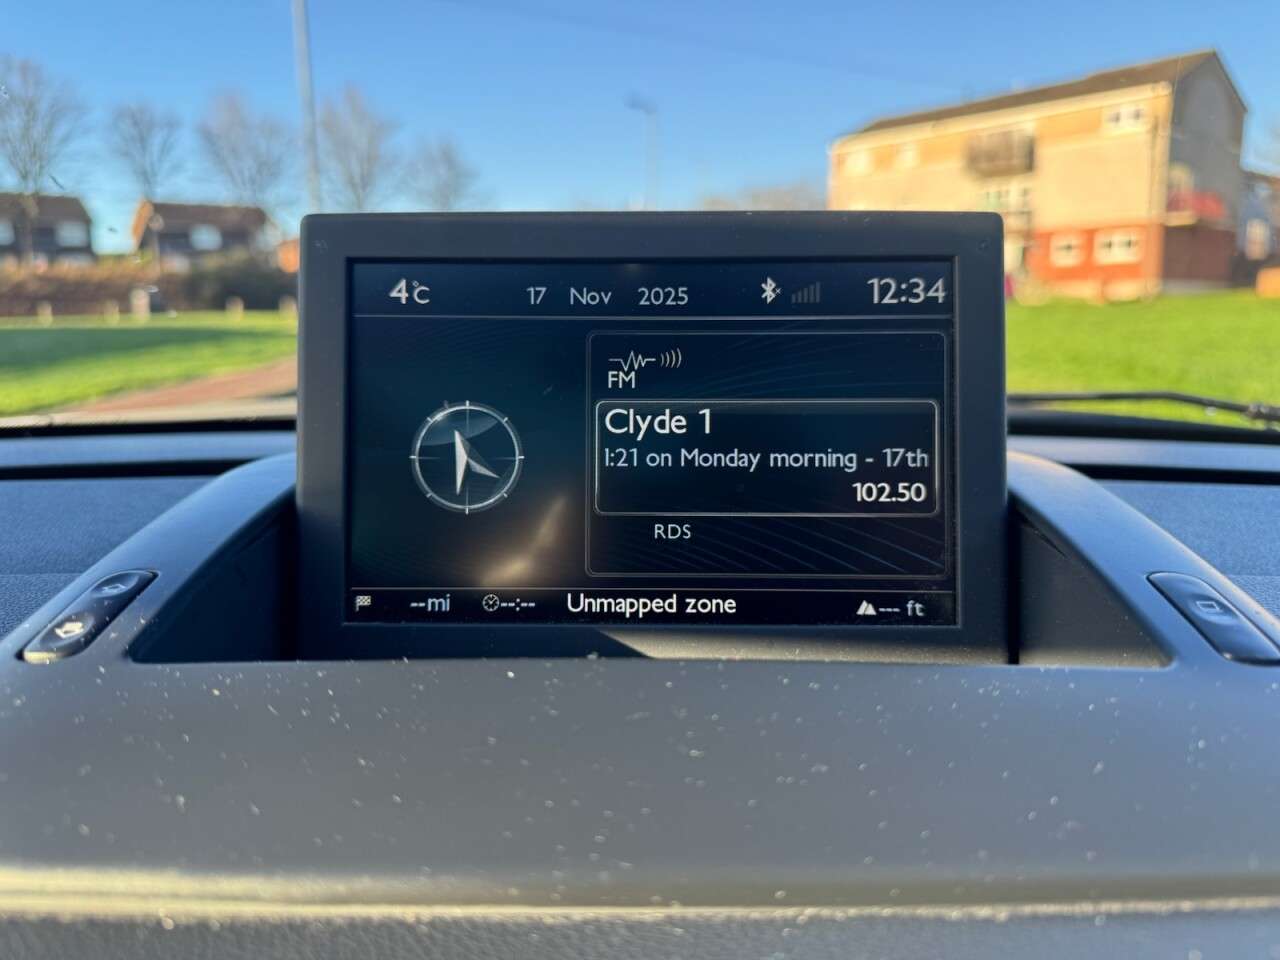 4°C 17 Nov 2025 12:34
FM
Clyde 1
1:21 on Monday morning - 17th
102.50
RDS
--mi --:-- Unmapped zone --- ft